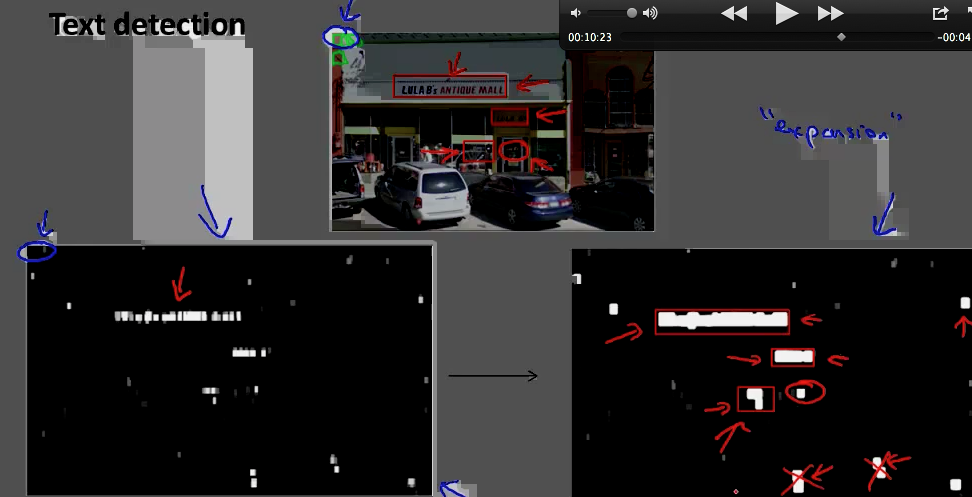 Text detection
00:10:23
-00:04
LULA B's ANTIQUE MALL
"expansion"